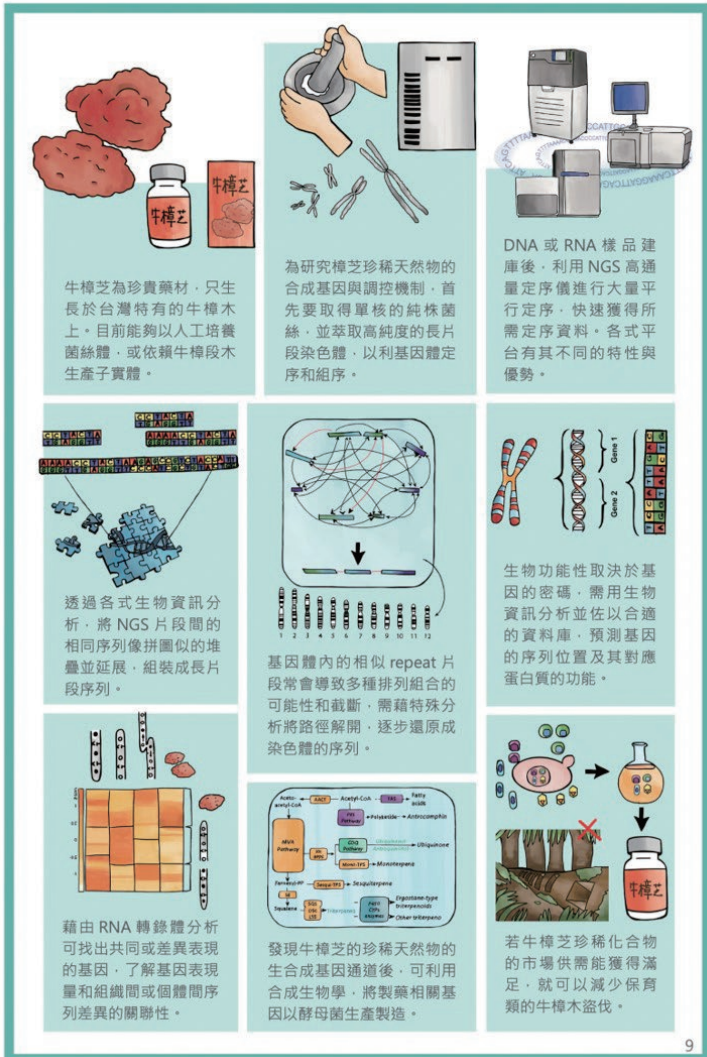 牛樟芝
牛樟芝
牛樟芝為珍貴藥材，只生
長於台灣特有的牛樟木
上。目前能夠以人工培養
菌絲體，或依賴牛樟段木
生產子實體。
為研究樟芝珍稀天然物的
合成基因與調控機制，首
先要取得單核的純株菌
絲，並萃取高純度的長片
段染色體，以利基因體定
序和組序。
DNA 或 RNA 樣品建
庫後，利用 NGS 高通
量定序儀進行大量平
行定序，快速獲得所
需定序資料。各式平
台有其不同的特性與
優勢。
透過各式生物資訊分
析，將 NGS 片段間的
相同序列像拼圖似的堆
疊並延展，組裝成長片
段序列。
1 2 3 4 5 6 7 8 9 10 11 12
基因體內的相似 repeat 片
段常會導致多種排列組合的
可能性和截斷，需藉特殊分
析將路徑解開，逐步還原成
染色體的序列。
Gene 1
Gene 2
生物功能性取決於基
因的密碼，需用生物
資訊分析並佐以合適
的資料庫，預測基因
的序列位置及其對應
蛋白質的功能。
藉由 RNA 轉錄體分析
可找出共同或差異表現
的基因，了解基因表現
量和組織間或個體間序
列差異的關聯性。
Aceto-
acetyl-CoA
AACT
Acetyl-CoA
Fatty
acids
PKS
Pathway
Polyketide
Antrocamphin
MVA
Pathway
COQ
Pathway
Ubiquinone
Mono-TPS
Monoterpene
Farnesyl-PP
Sesqui-TPS
Sesquiterpene
Squalene
P450
CYPs
enzymes
Ergostane-type
triterpenoids
Other triterpene
發現牛樟芝的珍稀天然物的
生合成基因通道後，可利用
合成生物學，將製藥相關基
因以酵母菌生產製造。
牛樟芝
若牛樟芝珍稀化合物
的市場供需能獲得滿
足，就可以減少保育
類的牛樟木盜伐。
9